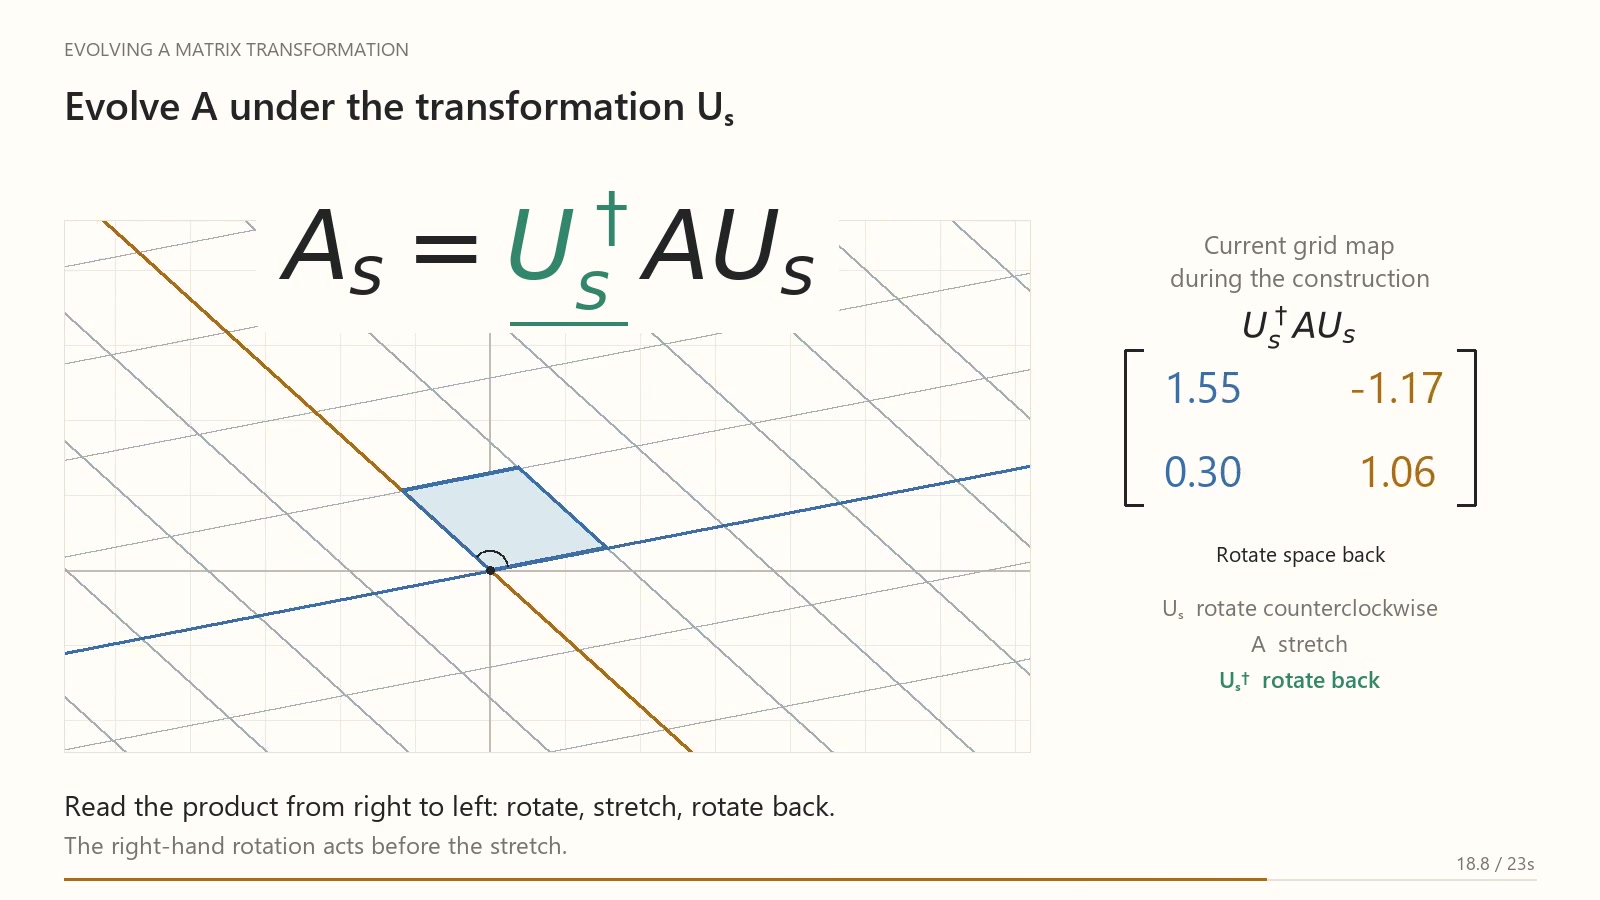 EVOLVING A MATRIX TRANSFORMATION
Evolve A under the transformation Uₛ
Aₛ = Uₛ† AUₛ
Current grid map
during the construction
Uₛ† AUₛ
1.55 -1.17
0.30 1.06
Rotate space back
Uₛ rotate counterclockwise
A stretch
Uₛ† rotate back
Read the product from right to left: rotate, stretch, rotate back.
The right-hand rotation acts before the stretch.
18.8 / 23s